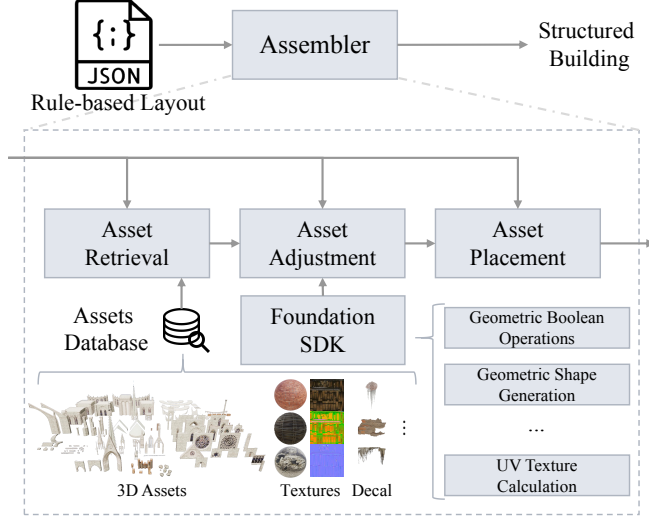 {;}
JSON
Rule-based Layout
Assembler
Structured
Building
Asset
Retrieval
Asset
Adjustment
Asset
Placement
Assets
Database
Foundation
SDK
Geometric Boolean
Operations
Geometric Shape
Generation
...
UV Texture
Calculation
3D Assets
Textures
Decal